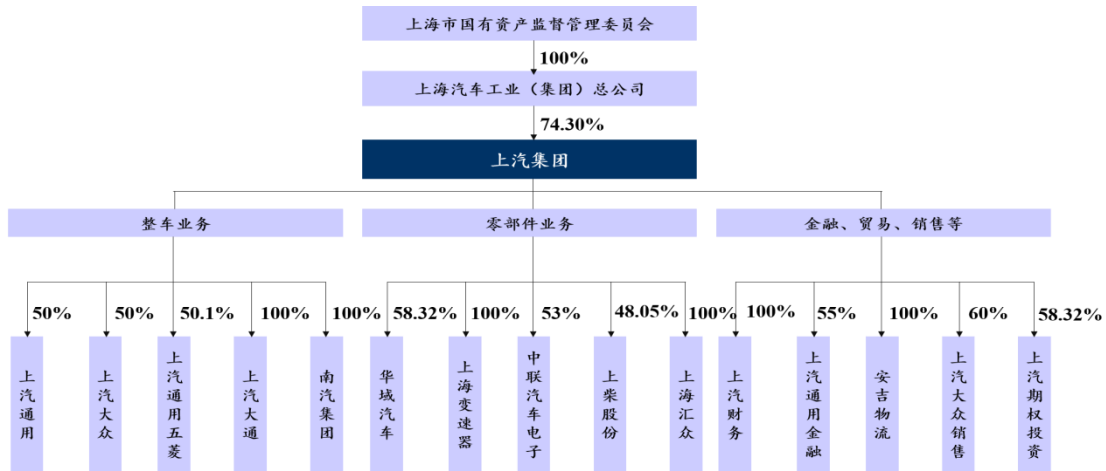 上海市国有资产监督管理委员会
100%
上海汽车工业（集团）总公司
74.30%
上汽集团
整车业务
零部件业务
金融、贸易、销售等
50%
50%
50.1%
100%
100%
58.32%
100%
53%
48.05%
100%
100%
55%
100%
60%
58.32%
上汽通用
上汽大众
上汽通用五菱
上汽大通
南汽集团
华域汽车
上海变速器
中联汽车电子
上柴股份
上海汇众
上汽财务
上汽通用金融
安吉物流
上汽大众销售
上汽期权投资